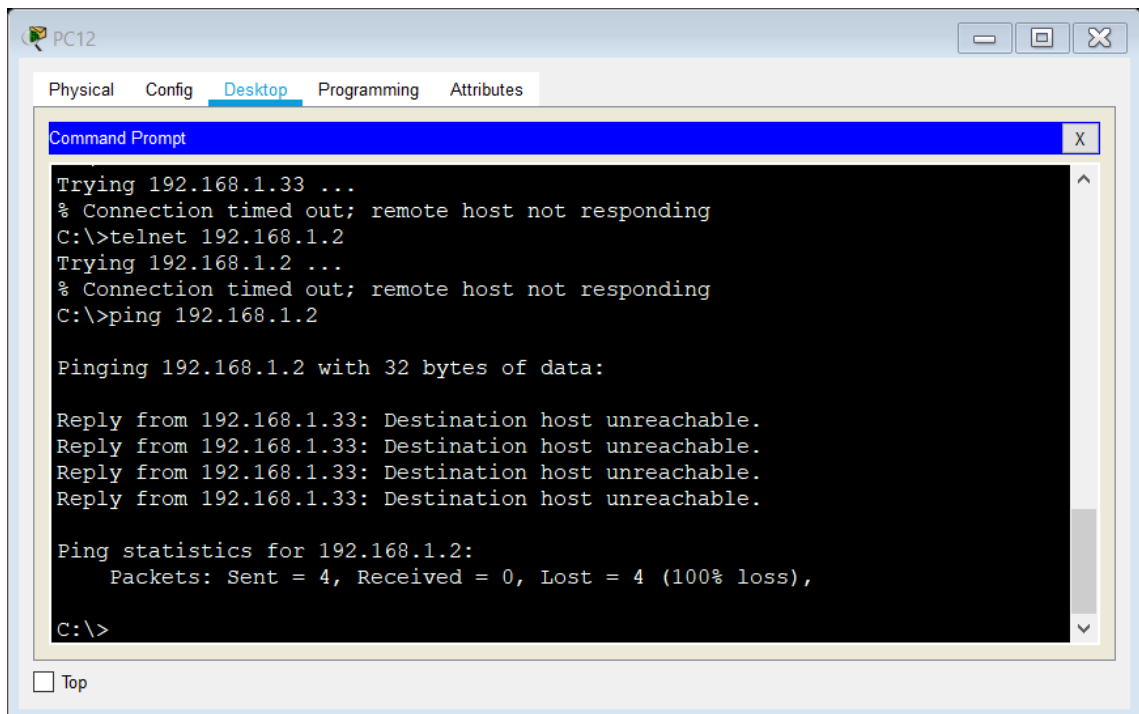 PC12
Physical Config Desktop Programming Attributes
Command Prompt
X
Trying 192.168.1.33 ...
% Connection timed out; remote host not responding
C:\>telnet 192.168.1.2
Trying 192.168.1.2 ...
% Connection timed out; remote host not responding
C:\>ping 192.168.1.2
Pinging 192.168.1.2 with 32 bytes of data:
Reply from 192.168.1.33: Destination host unreachable.
Reply from 192.168.1.33: Destination host unreachable.
Reply from 192.168.1.33: Destination host unreachable.
Reply from 192.168.1.33: Destination host unreachable.
Ping statistics for 192.168.1.2:
    Packets: Sent = 4, Received = 0, Lost = 4 (100% loss),
C:\>
Top